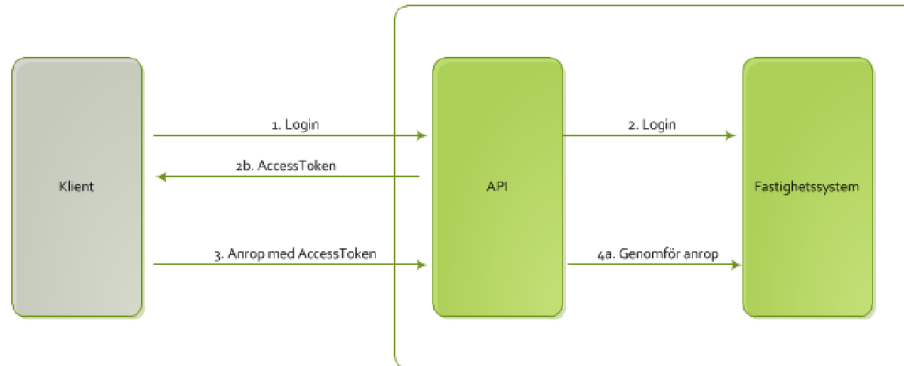 1. Login
2. Login
2b. AccessToken
Klient
API
Fastighetssystem
3. Anrop med AccessToken
4a. Genomför anrop